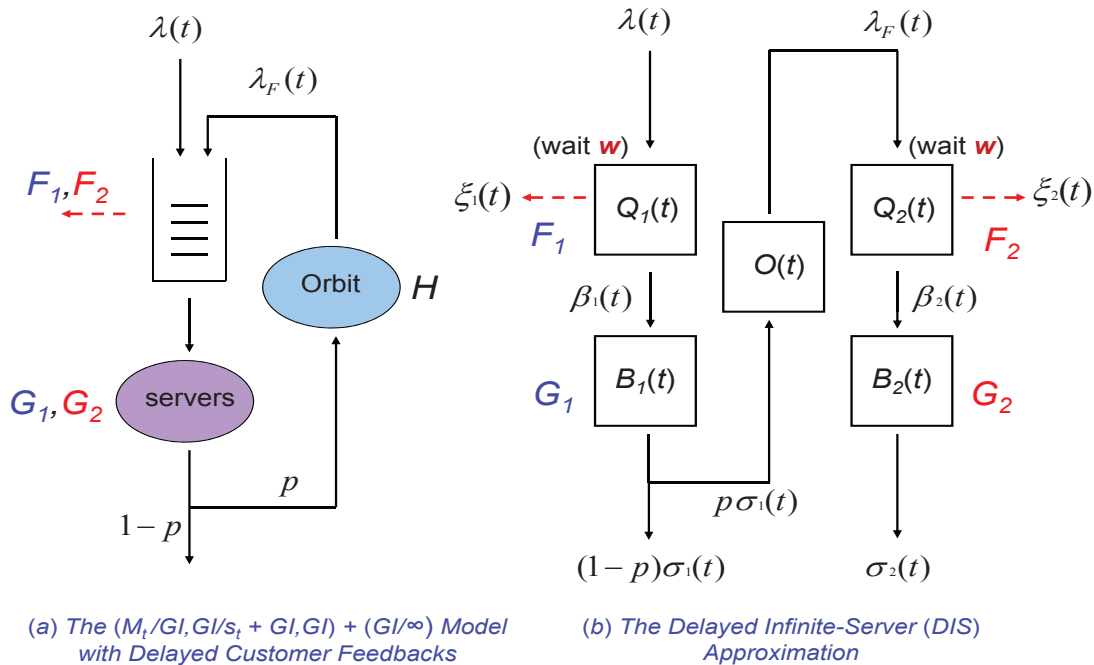 λ(t)
λ_F(t)
F_1,F_2
Orbit
H
servers
G_1,G_2
p
1−p
(a) The (M_t/GI,GI/s_t + GI,GI) + (GI/∞) Model
with Delayed Customer Feedbacks
λ(t)
λ_F(t)
(wait w)
(wait w)
ξ_1(t)
Q_1(t)
Q_2(t)
ξ_2(t)
F_1
O(t)
F_2
β_1(t)
β_2(t)
B_1(t)
B_2(t)
G_1
G_2
pσ_1(t)
(1−p)σ_1(t)
σ_2(t)
(b) The Delayed Infinite-Server (DIS)
Approximation